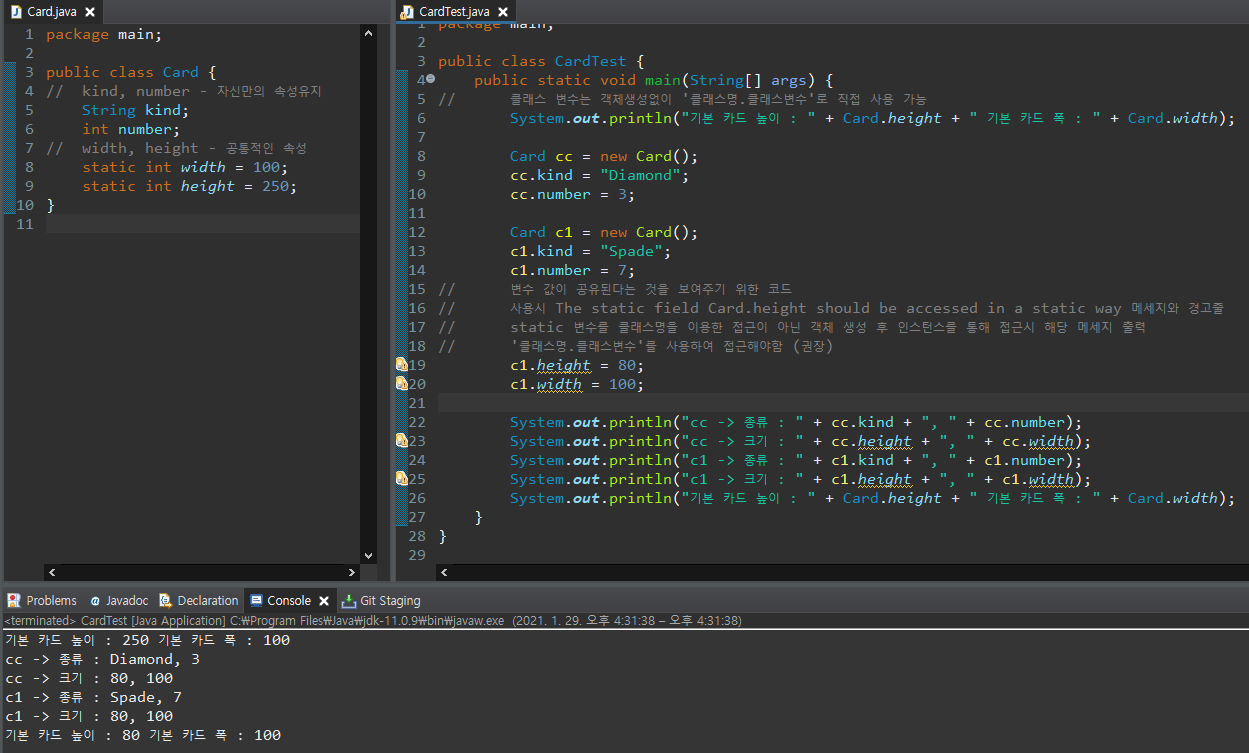 Card.java
1 package main;
2
3 public class Card {
4 // kind, number - 자신만의 속성유지
5 String kind;
6 int number;
7 // width, height - 공통적인 속성
8 static int width = 100;
9 static int height = 250;
10 }
11
CardTest.java
1 package main;
2
3 public class CardTest {
4 public static void main(String[] args) {
5 // 클래스 변수는 객체생성없이 '클래스명.클래스변수'로 직접 사용 가능
6 System.out.println("기본 카드 높이 : " + Card.height + " 기본 카드 폭 : " + Card.width);
7
8 Card cc = new Card();
9 cc.kind = "Diamond";
10 cc.number = 3;
11
12 Card c1 = new Card();
13 c1.kind = "Spade";
14 c1.number = 7;
15 // 변수 값이 공유된다는 것을 보여주기 위한 코드
16 // 사용시 The static field Card.height should be accessed in a static way 메세지와 경고줄
17 // static 변수를 클래스명을 이용한 접근이 아닌 객체 생성 후 인스턴스를 통해 접근시 해당 메세지 출력
18 // '클래스명.클래스변수'를 사용하여 접근해야함 (권장)
19 c1.height = 80;
20 c1.width = 100;
21
22 System.out.println("cc -> 종류 : " + cc.kind + ", " + cc.number);
23 System.out.println("cc -> 크기 : " + cc.height + ", " + cc.width);
24 System.out.println("c1 -> 종류 : " + c1.kind + ", " + c1.number);
25 System.out.println("c1 -> 크기 : " + c1.height + ", " + c1.width);
26 System.out.println("기본 카드 높이 : " + Card.height + " 기본 카드 폭 : " + Card.width);
27 }
28 }
29
Problems @ Javadoc Declaration Console Git Staging
<terminated> CardTest [Java Application] C:₩Program Files₩Java₩jdk-11.0.9₩bin₩javaw.exe (2021. 1. 29. 오후 4:31:38 – 오후 4:31:38)
기본 카드 높이 : 250 기본 카드 폭 : 100
cc -> 종류 : Diamond, 3
cc -> 크기 : 80, 100
c1 -> 종류 : Spade, 7
c1 -> 크기 : 80, 100
기본 카드 높이 : 80 기본 카드 폭 : 100